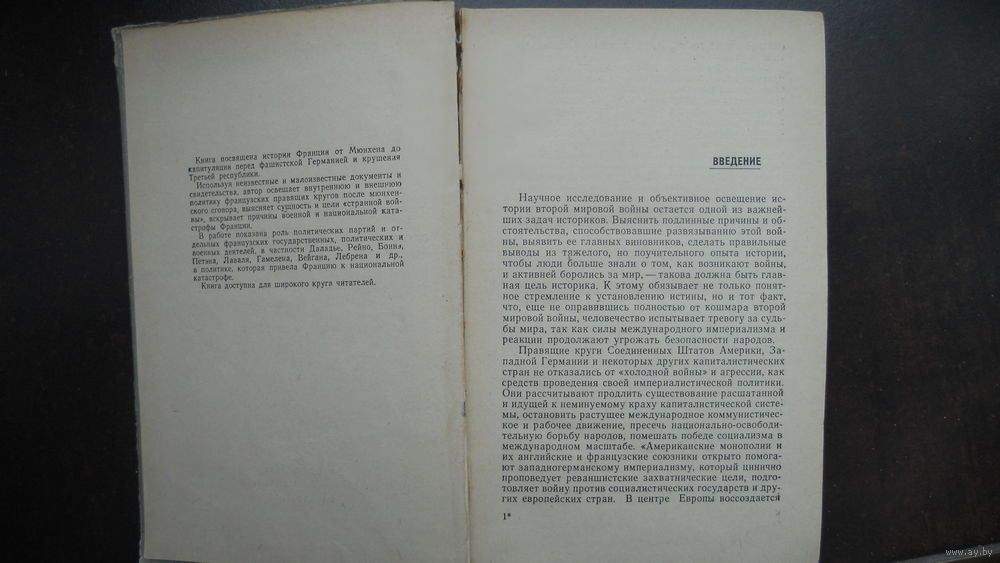 Книга посвящена истории Франции от Мюнхена до
капитуляции перед фашистской Германией и крушения
Третьей республики.
Используя неизвестные и малоизвестные документы и
свидетельства, автор освещает внутреннюю и внешнюю
политику французских правящих кругов после мюнхен-
ского сговора, выясняет сущность и цели «странной вой-
ны», вскрывает причины военной и национальной ката-
строфы Франции.
В работе показана роль политических партий и от-
дельных французских государственных, политических и
военных деятелей, в частности Даладье, Рейно, Бонна,
Петэна, Лаваля, Гамелена, Вейгана, Лебрена и др.,
в политике, которая привела Францию к национальной
катастрофе.
Книга доступна для широкого круга читателей.
ВВЕДЕНИЕ
Научное исследование и объективное освещение ис-
тории второй мировой войны остается одной из важней-
ших задач историков. Выяснить подлинные причины и об-
стоятельства, способствовавшие развязыванию этой вой-
ны, выявить ее главных виновников, сделать правильные
выводы из тяжелого, но поучительного опыта истории,
чтобы люди больше знали о том, как возникают войны,
и активней боролись за мир, — такова должна быть глав-
ная цель историка. К этому обязывает не только понят-
ное стремление к установлению истины, но и тот факт,
что, еще не оправившись полностью от кошмара второй
мировой войны, человечество испытывает тревогу за судь-
бы мира, так как силы международного империализма и
реакции продолжают угрожать безопасности народов.
Правящие круги Соединенных Штатов Америки, За-
падной Германии и некоторых других капиталистических
стран не отказались от «холодной войны» и агрессии, как
средств проведения своей империалистической политики.
Они рассчитывают продлить существование расшатанной
и идущей к неминуемому краху капиталистической систе-
мы, остановить растущее международное коммунистичес-
кое и рабочее движение, пресечь национально-освободи-
тельную борьбу народов, помешать победе социализма в
международном масштабе. «Американские монополии и
их английские и французские союзники открыто помога-
ют западногерманскому империализму, который цинично
проповедует реваншистские захватнические цели, подго-
товляет войну против социалистических государств и дру-
гих европейских стран. В центре Европы воссоздается
1*
www.ay.by